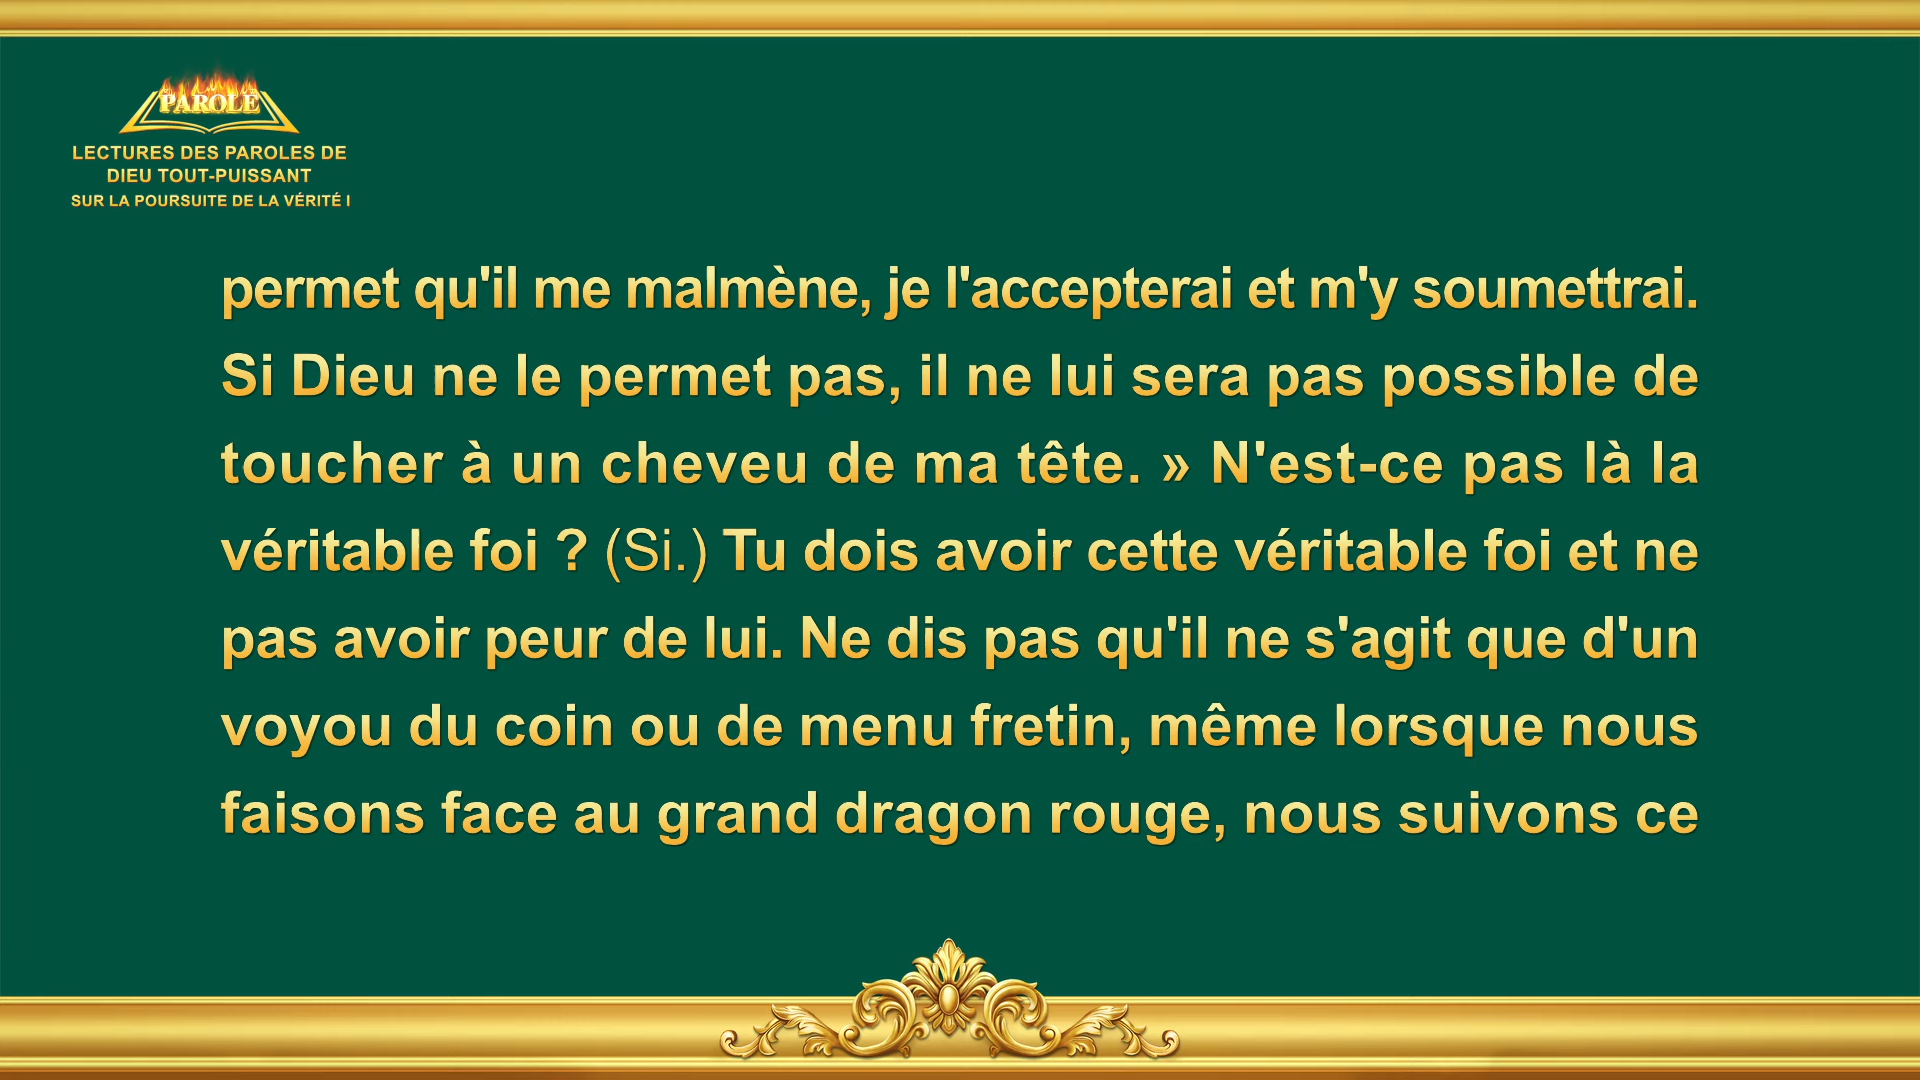 PAROLE
LECTURES DES PAROLES DE
DIEU TOUT-PUISSANT
SUR LA POURSUITE DE LA VÉRITÉ I
permet qu'il me malmène, je l'accepterai et m'y soumettrai.
Si Dieu ne le permet pas, il ne lui sera pas possible de
toucher à un cheveu de ma tête. » N'est-ce pas là la
véritable foi ? (Si.) Tu dois avoir cette véritable foi et ne
pas avoir peur de lui. Ne dis pas qu'il ne s'agit que d'un
voyou du coin ou de menu fretin, même lorsque nous
faisons face au grand dragon rouge, nous suivons ce